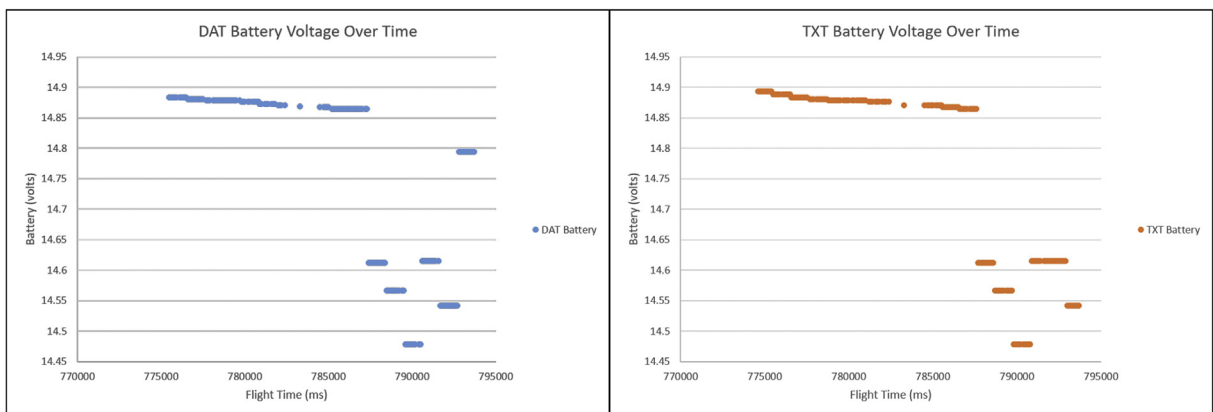 DAT Battery Voltage Over Time
14.95
14.9
14.85
14.8
14.75
14.7
14.65
14.6
14.55
14.5
14.45
Battery (volts)
770000 775000 780000 785000 790000 795000
Flight Time (ms)
DAT Battery
TXT Battery Voltage Over Time
14.95
14.9
14.85
14.8
14.75
14.7
14.65
14.6
14.55
14.5
14.45
Battery (volts)
770000 775000 780000 785000 790000 795000
Flight Time (ms)
TXT Battery